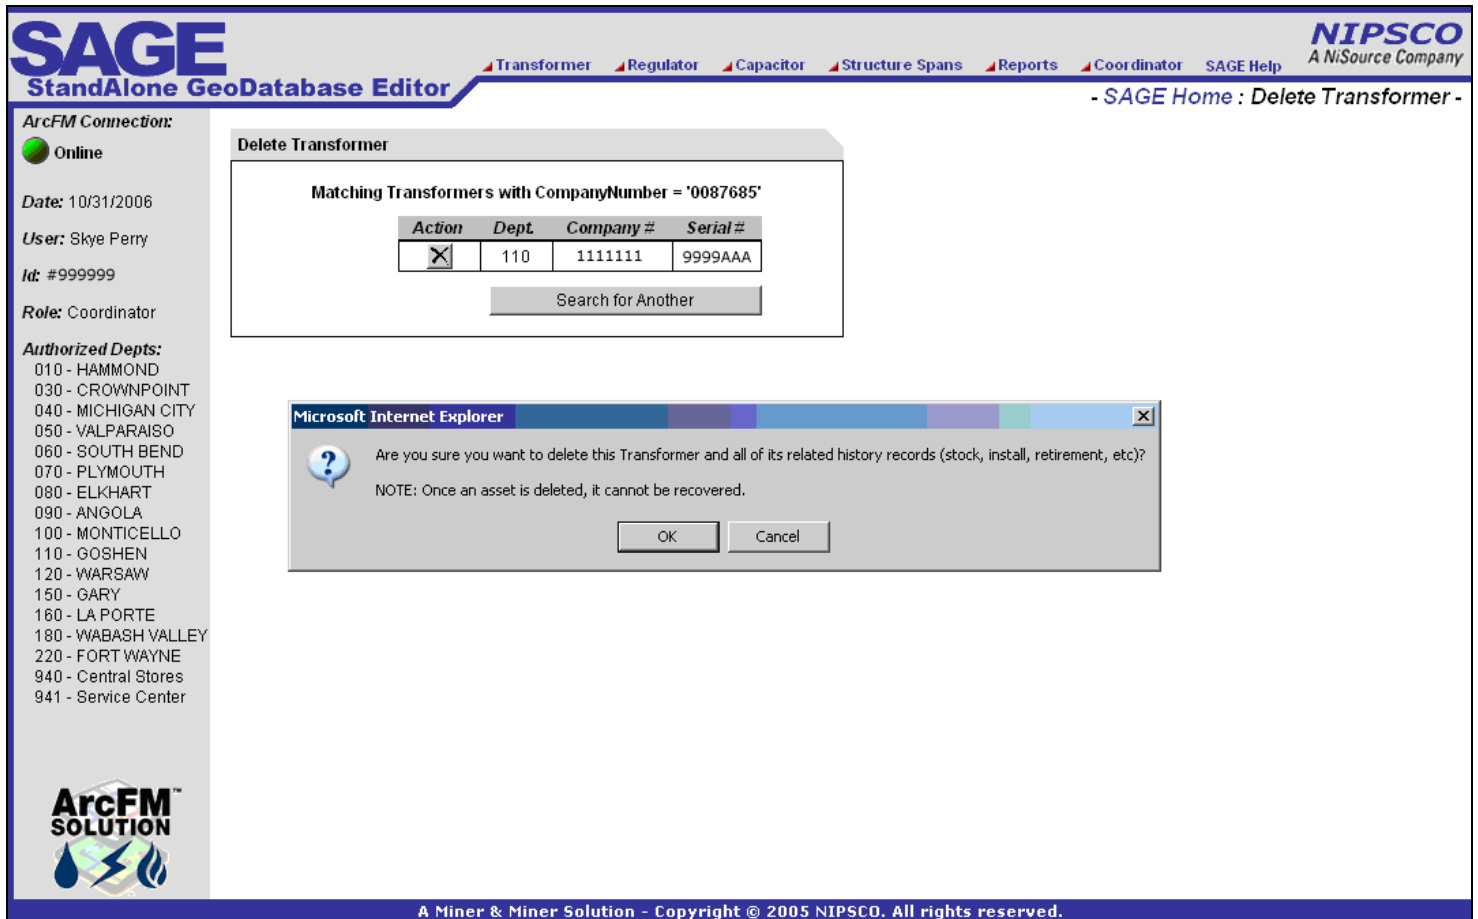 SAGE
StandAlone GeoDatabase Editor
Transformer Regulator Capacitor Structure Spans Reports Coordinator SAGE Help
NIPSCO
A NiSource Company
- SAGE Home : Delete Transformer -
ArcFM Connection:
Online
Date: 10/31/2006
User: Skye Perry
Id: #999999
Role: Coordinator
Authorized Depts:
010 - HAMMOND
030 - CROWNPOINT
040 - MICHIGAN CITY
050 - VALPARAISO
060 - SOUTH BEND
070 - PLYMOUTH
080 - ELKHART
090 - ANGOLA
100 - MONTICELLO
110 - GOSHEN
120 - WARSAW
150 - GARY
160 - LA PORTE
180 - WABASH VALLEY
220 - FORT WAYNE
940 - Central Stores
941 - Service Center
ArcFM™
SOLUTION
Delete Transformer
Matching Transformers with CompanyNumber = '0087685'
Action Dept. Company # Serial #
110 1111111 9999AAA
Search for Another
Microsoft Internet Explorer
Are you sure you want to delete this Transformer and all of its related history records (stock, install, retirement, etc)?
NOTE: Once an asset is deleted, it cannot be recovered.
OK Cancel
A Miner & Miner Solution - Copyright © 2005 NIPSCO. All rights reserved.